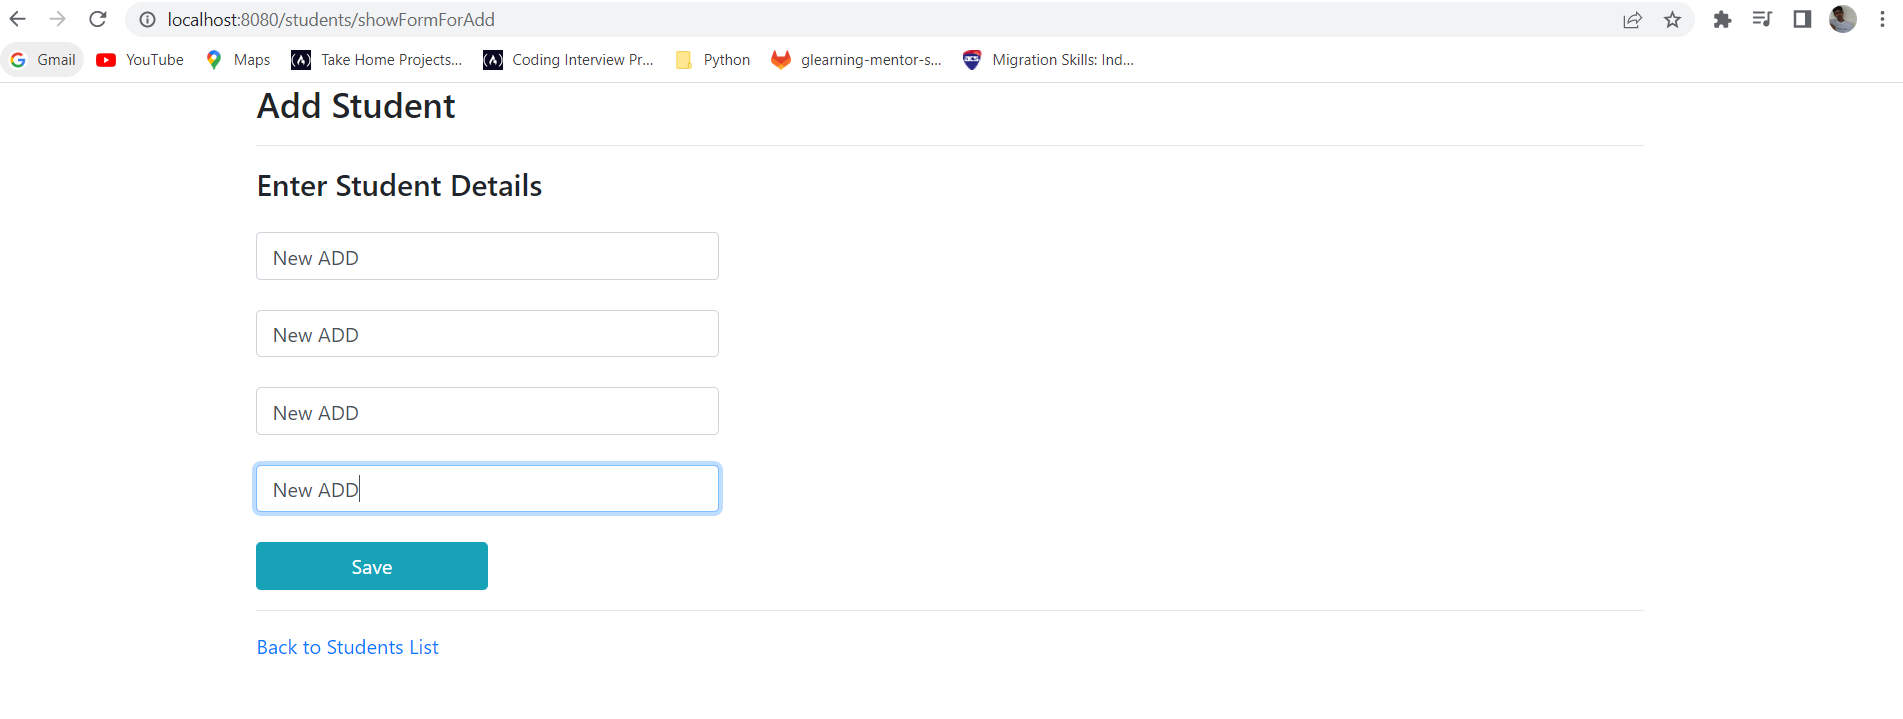 localhost:8080/students/showFormForAdd
Gmail YouTube Maps Take Home Projects... Coding Interview Pr... Python glearning-mentor-s... Migration Skills: Ind...
Add Student
Enter Student Details
New ADD
New ADD
New ADD
New ADD
Save
Back to Students List